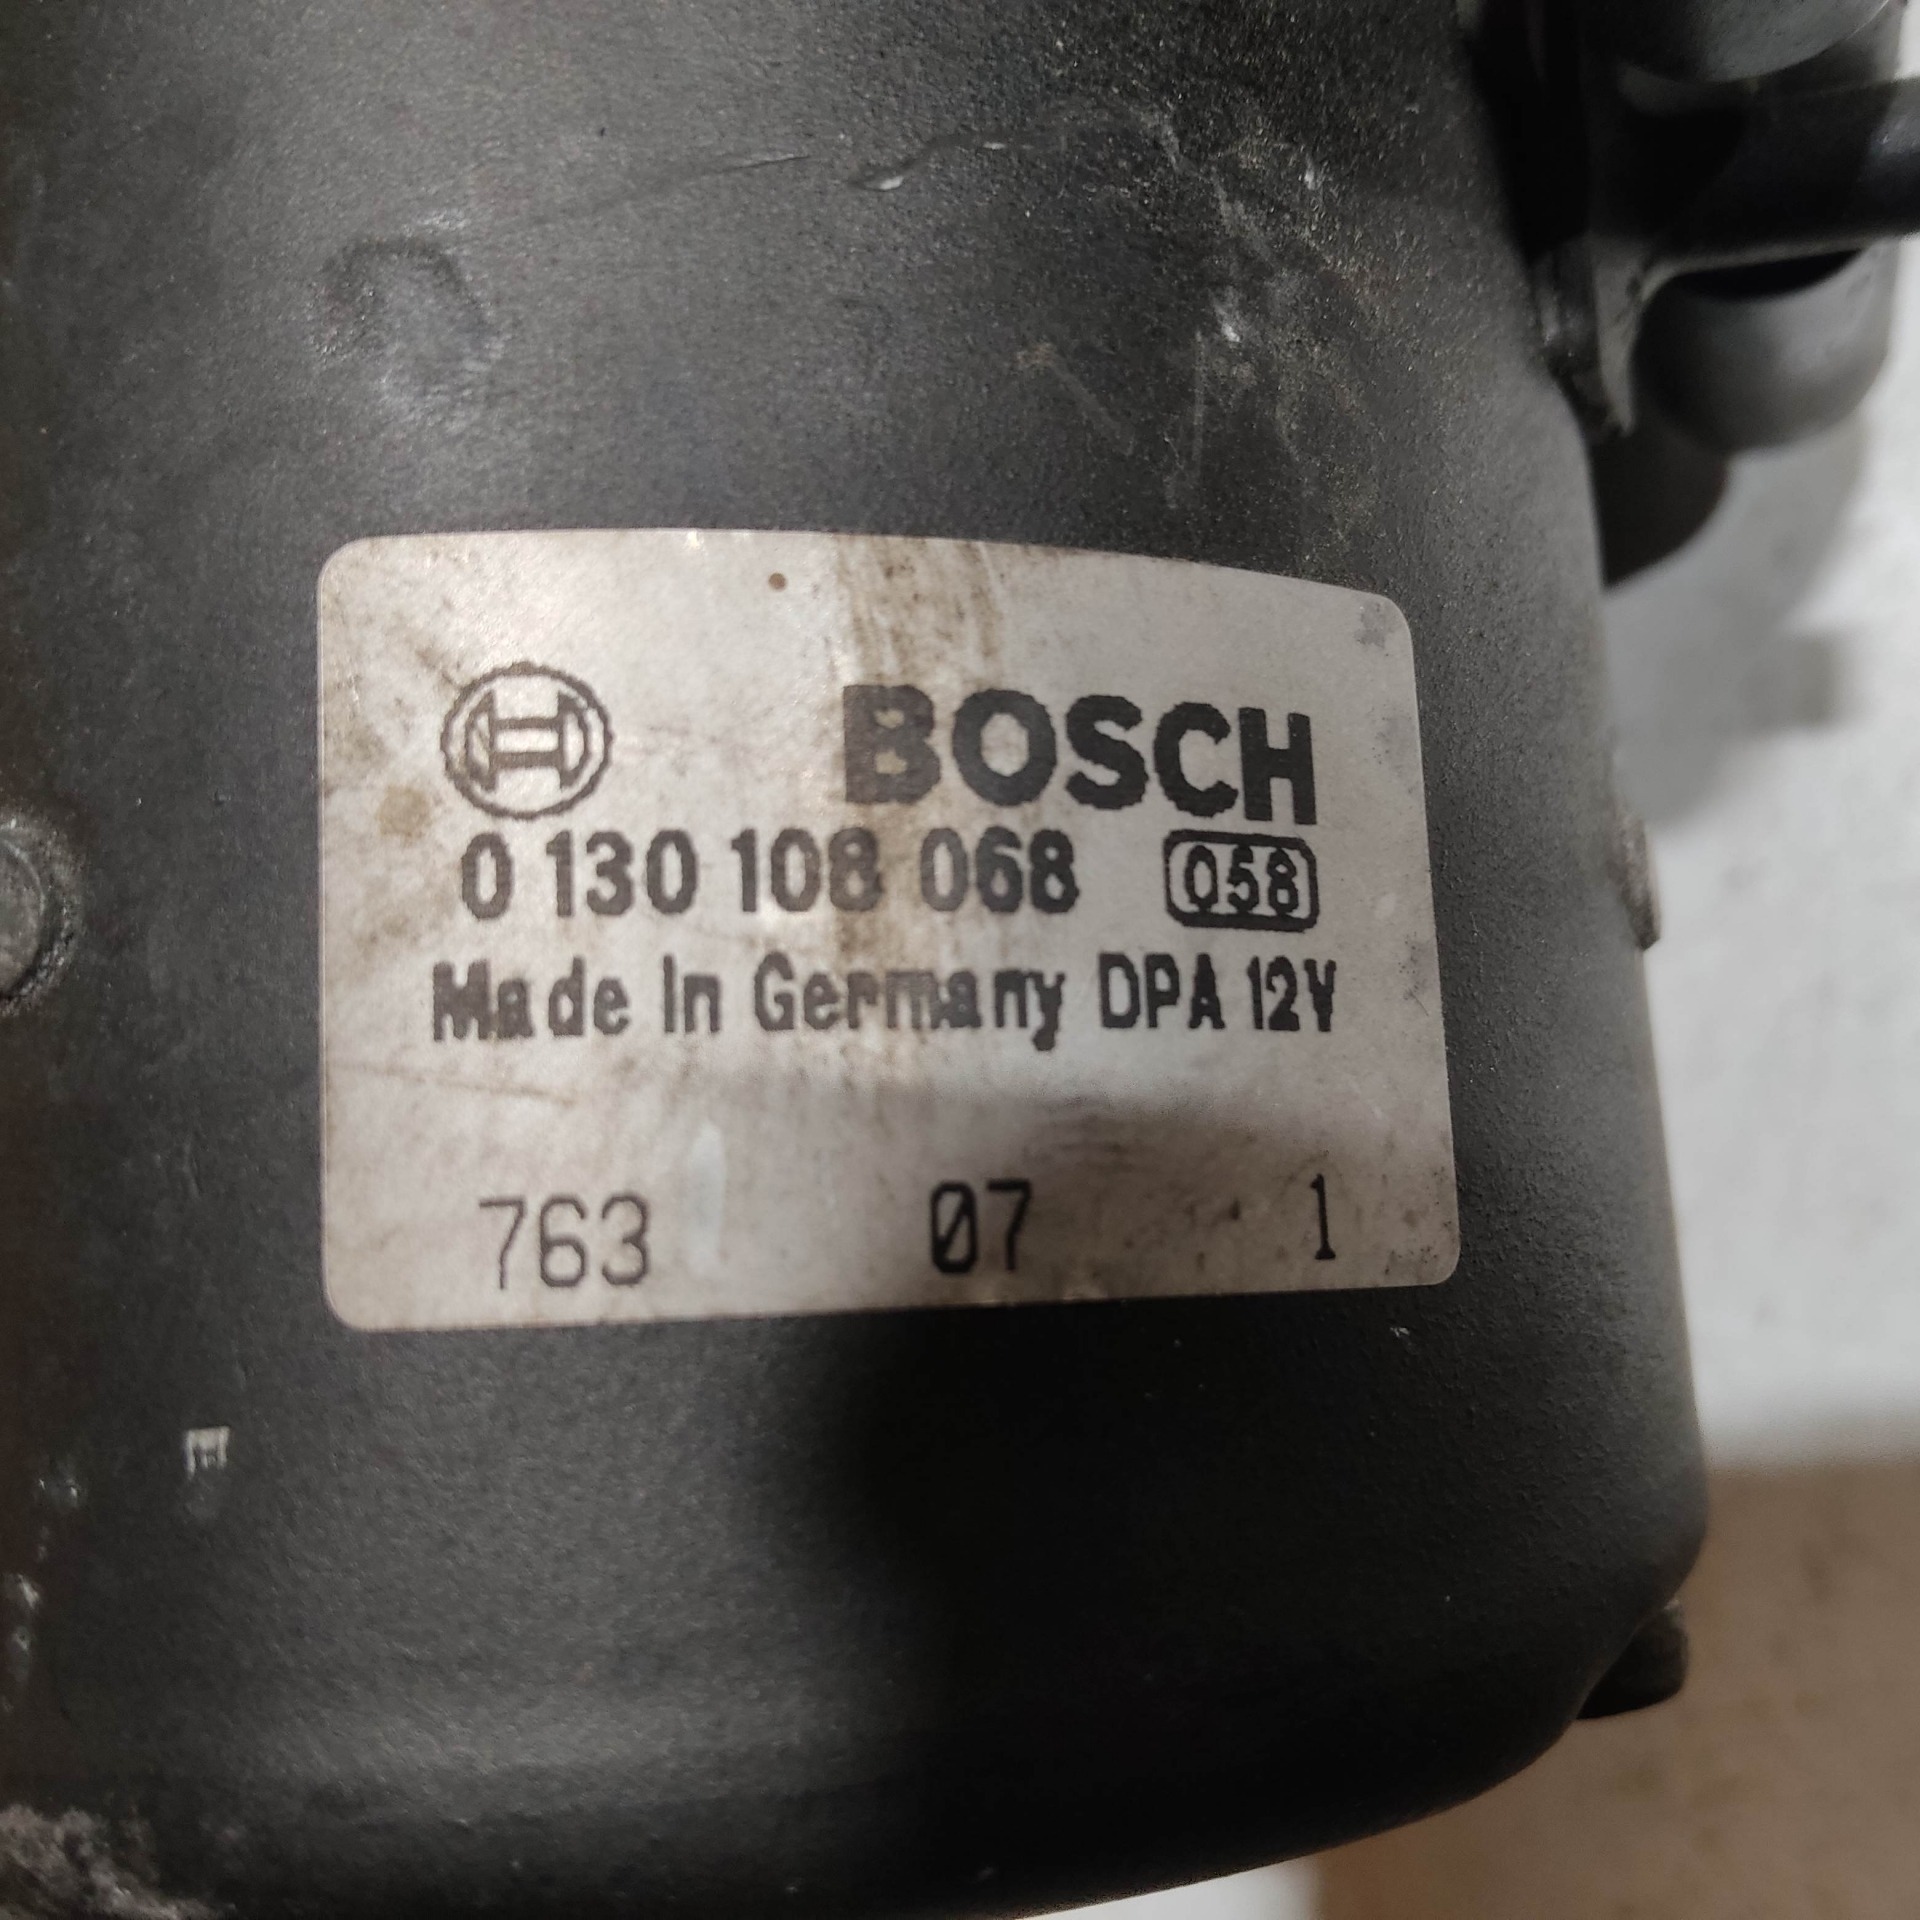 BOSCH
0 130 108 068 058
Made In Germany DPA 12V
763 07 1